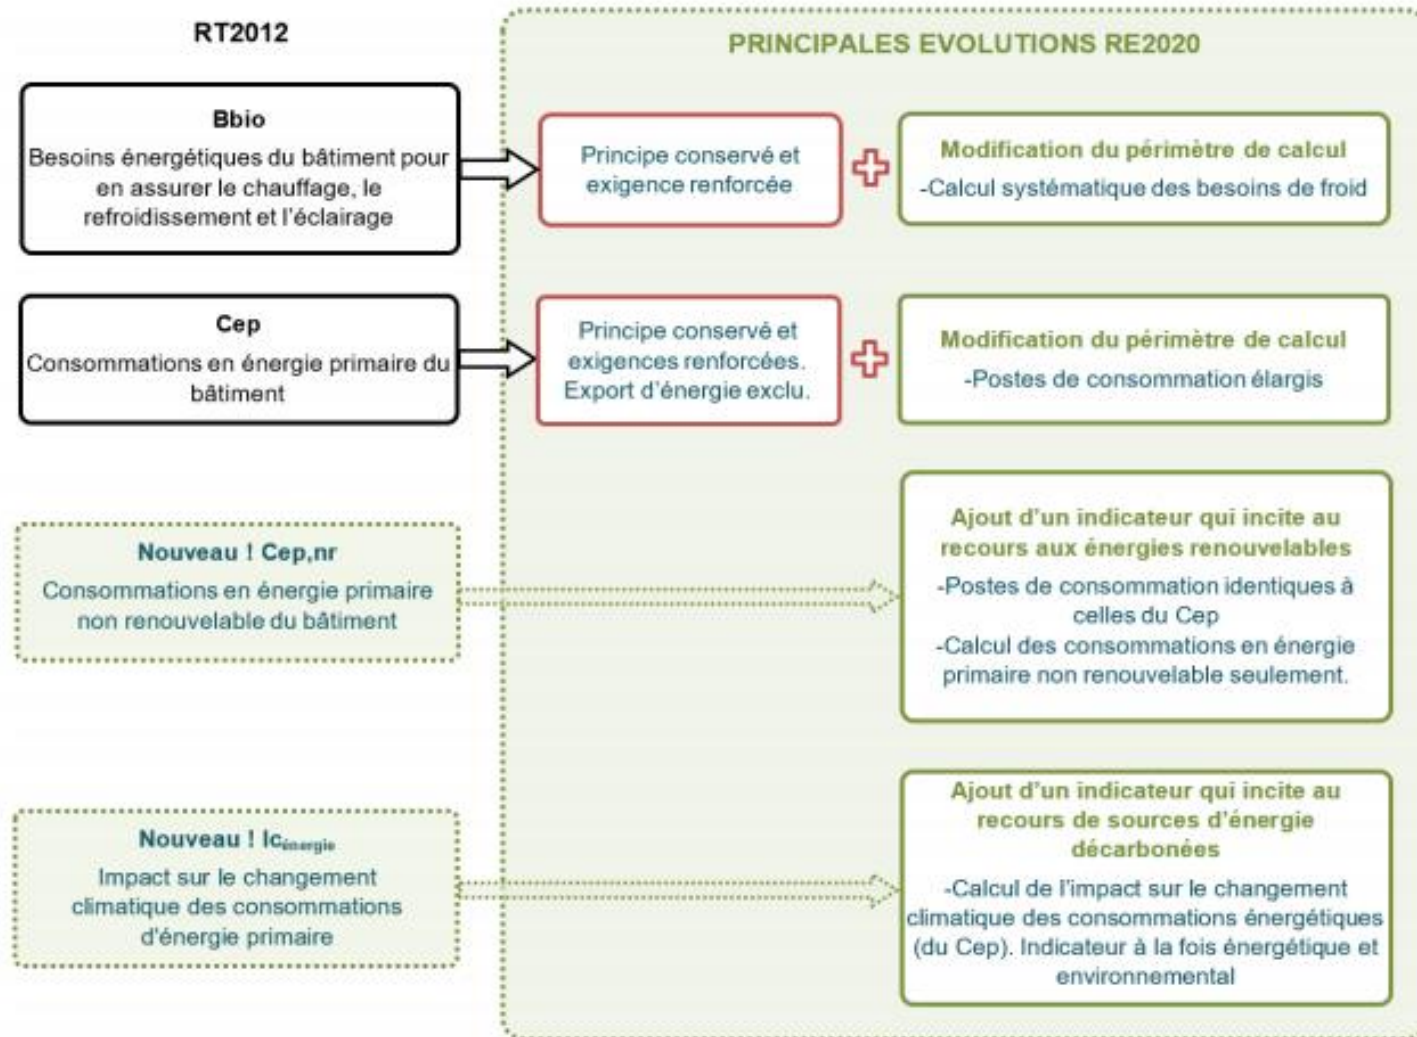 RT2012
PRINCIPALES EVOLUTIONS RE2020
Bbio
Besoins énergétiques du bâtiment pour
en assurer le chauffage, le
refroidissement et l'éclairage
Principe conservé et
exigence renforcée
Modification du périmètre de calcul
-Calcul systématique des besoins de froid
Cep
Consommations en énergie primaire du
bâtiment
Principe conservé et
exigences renforcées.
Export d'énergie exclu.
Modification du périmètre de calcul
-Postes de consommation élargis
Nouveau ! Cep,nr
Consommations en énergie primaire
non renouvelable du bâtiment
Ajout d'un indicateur qui incite au
recours aux énergies renouvelables
-Postes de consommation identiques à
celles du Cep
-Calcul des consommations en énergie
primaire non renouvelable seulement.
Nouveau ! Ic énergie
Impact sur le changement
climatique des consommations
d'énergie primaire
Ajout d'un indicateur qui incite au
recours de sources d'énergie
décarbonées
-Calcul de l'impact sur le changement
climatique des consommations énergétiques
(du Cep). Indicateur à la fois énergétique et
environnemental